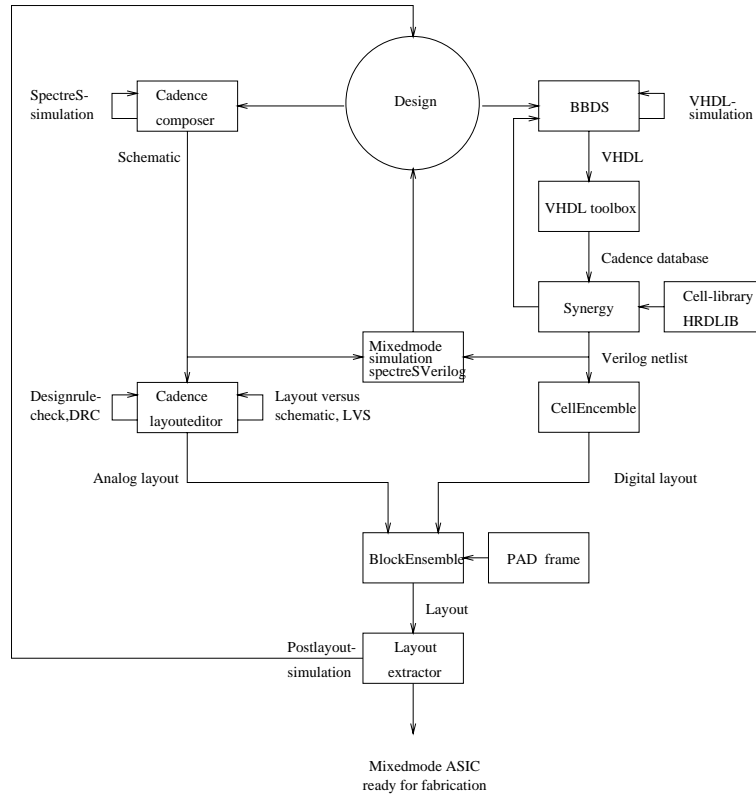 SpectreS-
simulation
Cadence
composer
Design
BBDS
VHDL-
simulation
Schematic
VHDL
VHDL toolbox
Cadence database
Synergy
Cell-library
HRDLIB
Mixedmode
simulation
spectreSVerilog
Verilog netlist
Designrule-
check,DRC
Cadence
layouteditor
Layout versus
schematic, LVS
CellEncemble
Analog layout
Digital layout
BlockEnsemble
PAD frame
Layout
Postlayout-
simulation
Layout
extractor
Mixedmode ASIC
ready for fabrication